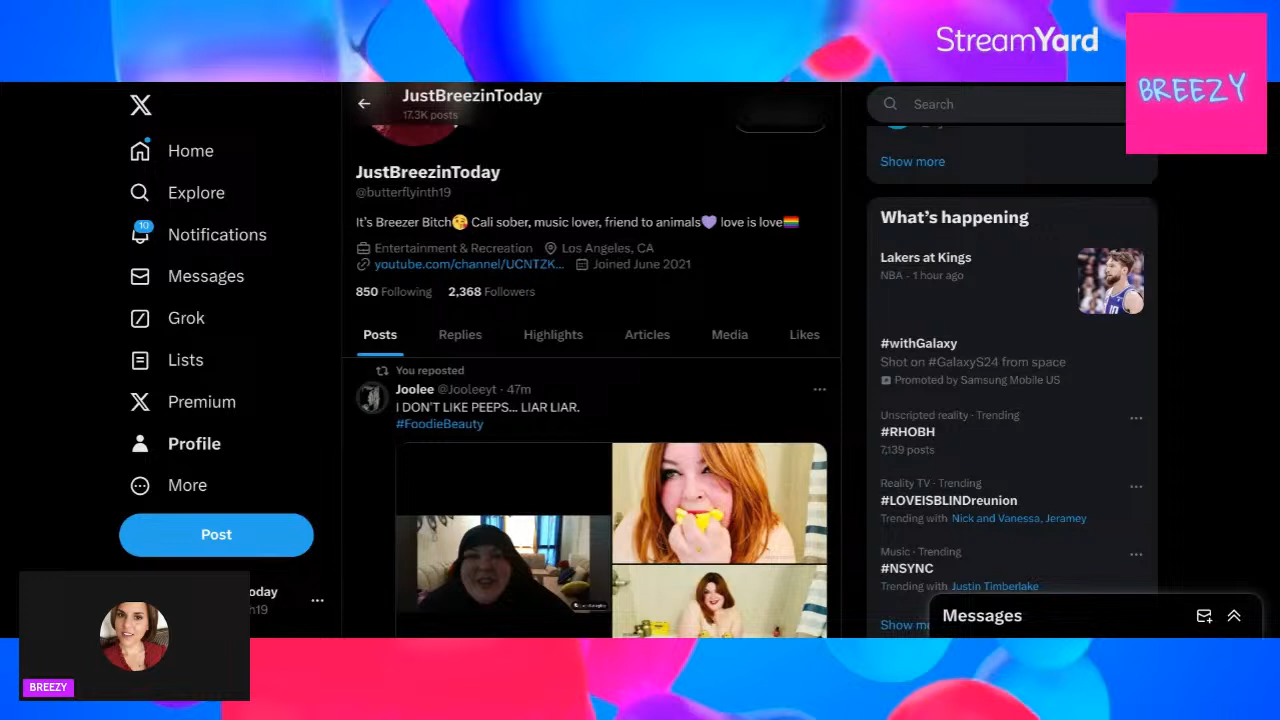 StreamYard
BREEZY
JustBreezinToday
17.3K posts
Search
Show more
Home
Explore
10
Notifications
Messages
Grok
Lists
Premium
Profile
More
Post
JustBreezinToday
@butterflyinth19
It's Breezer Bitch😘 Cali sober, music lover, friend to animals💜 love is love🏳️‍🌈
Entertainment & Recreation Los Angeles, CA
youtube.com/channel/UCNTZK... Joined June 2021
850 Following 2,368 Followers
Posts Replies Highlights Articles Media Likes
You reposted
Joolee @Jooleeyt · 47m
I DON'T LIKE PEEPS... LIAR LIAR.
#FoodieBeauty
What's happening
Lakers at Kings
NBA · 1 hour ago
#withGalaxy
Shot on #GalaxyS24 from space
Promoted by Samsung Mobile US
Unscripted reality · Trending
#RHOBH
7,139 posts
Reality TV · Trending
#LOVEISBLINDreunion
Trending with Nick and Vanessa, Jeramey
Music · Trending
#NSYNC
Trending with Justin Timberlake
Show m
Messages
oday
h19
BREEZY